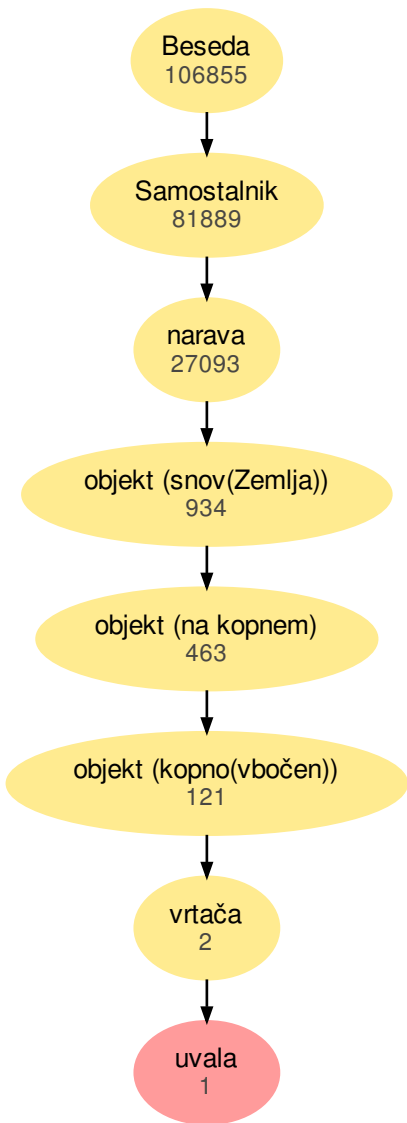 Beseda
106855
Samostalnik
81889
narava
27093
objekt (snov(Zemlja))
934
objekt (na kopnem)
463
objekt (kopno(vbočen))
121
vrtača
2
uvala
1